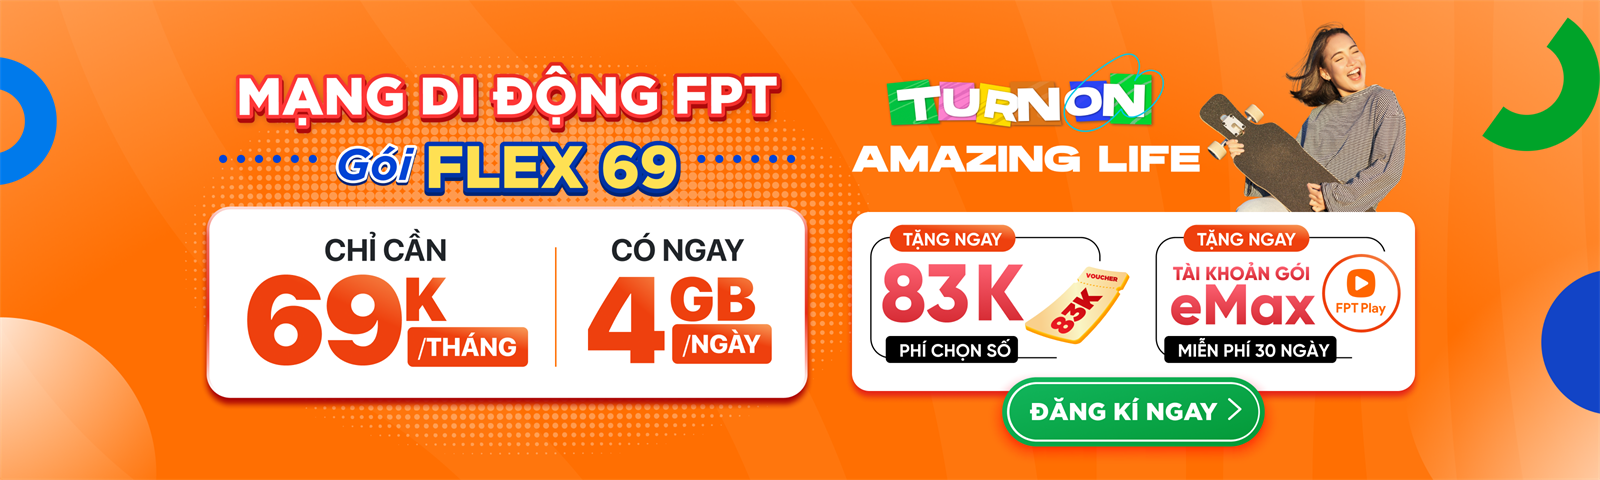 MẠNG DI ĐỘNG FPT
Gói FLEX 69
CHỈ CẦN
69K
/THÁNG
CÓ NGAY
4GB
/NGÀY
TURN ON
AMAZING LIFE
TẶNG NGAY
83K
PHÍ CHỌN SỐ
VOUCHER
83K
TẶNG NGAY
TÀI KHOẢN GÓI
eMax
MIỄN PHÍ 30 NGÀY
FPT Play
ĐĂNG KÍ NGAY >